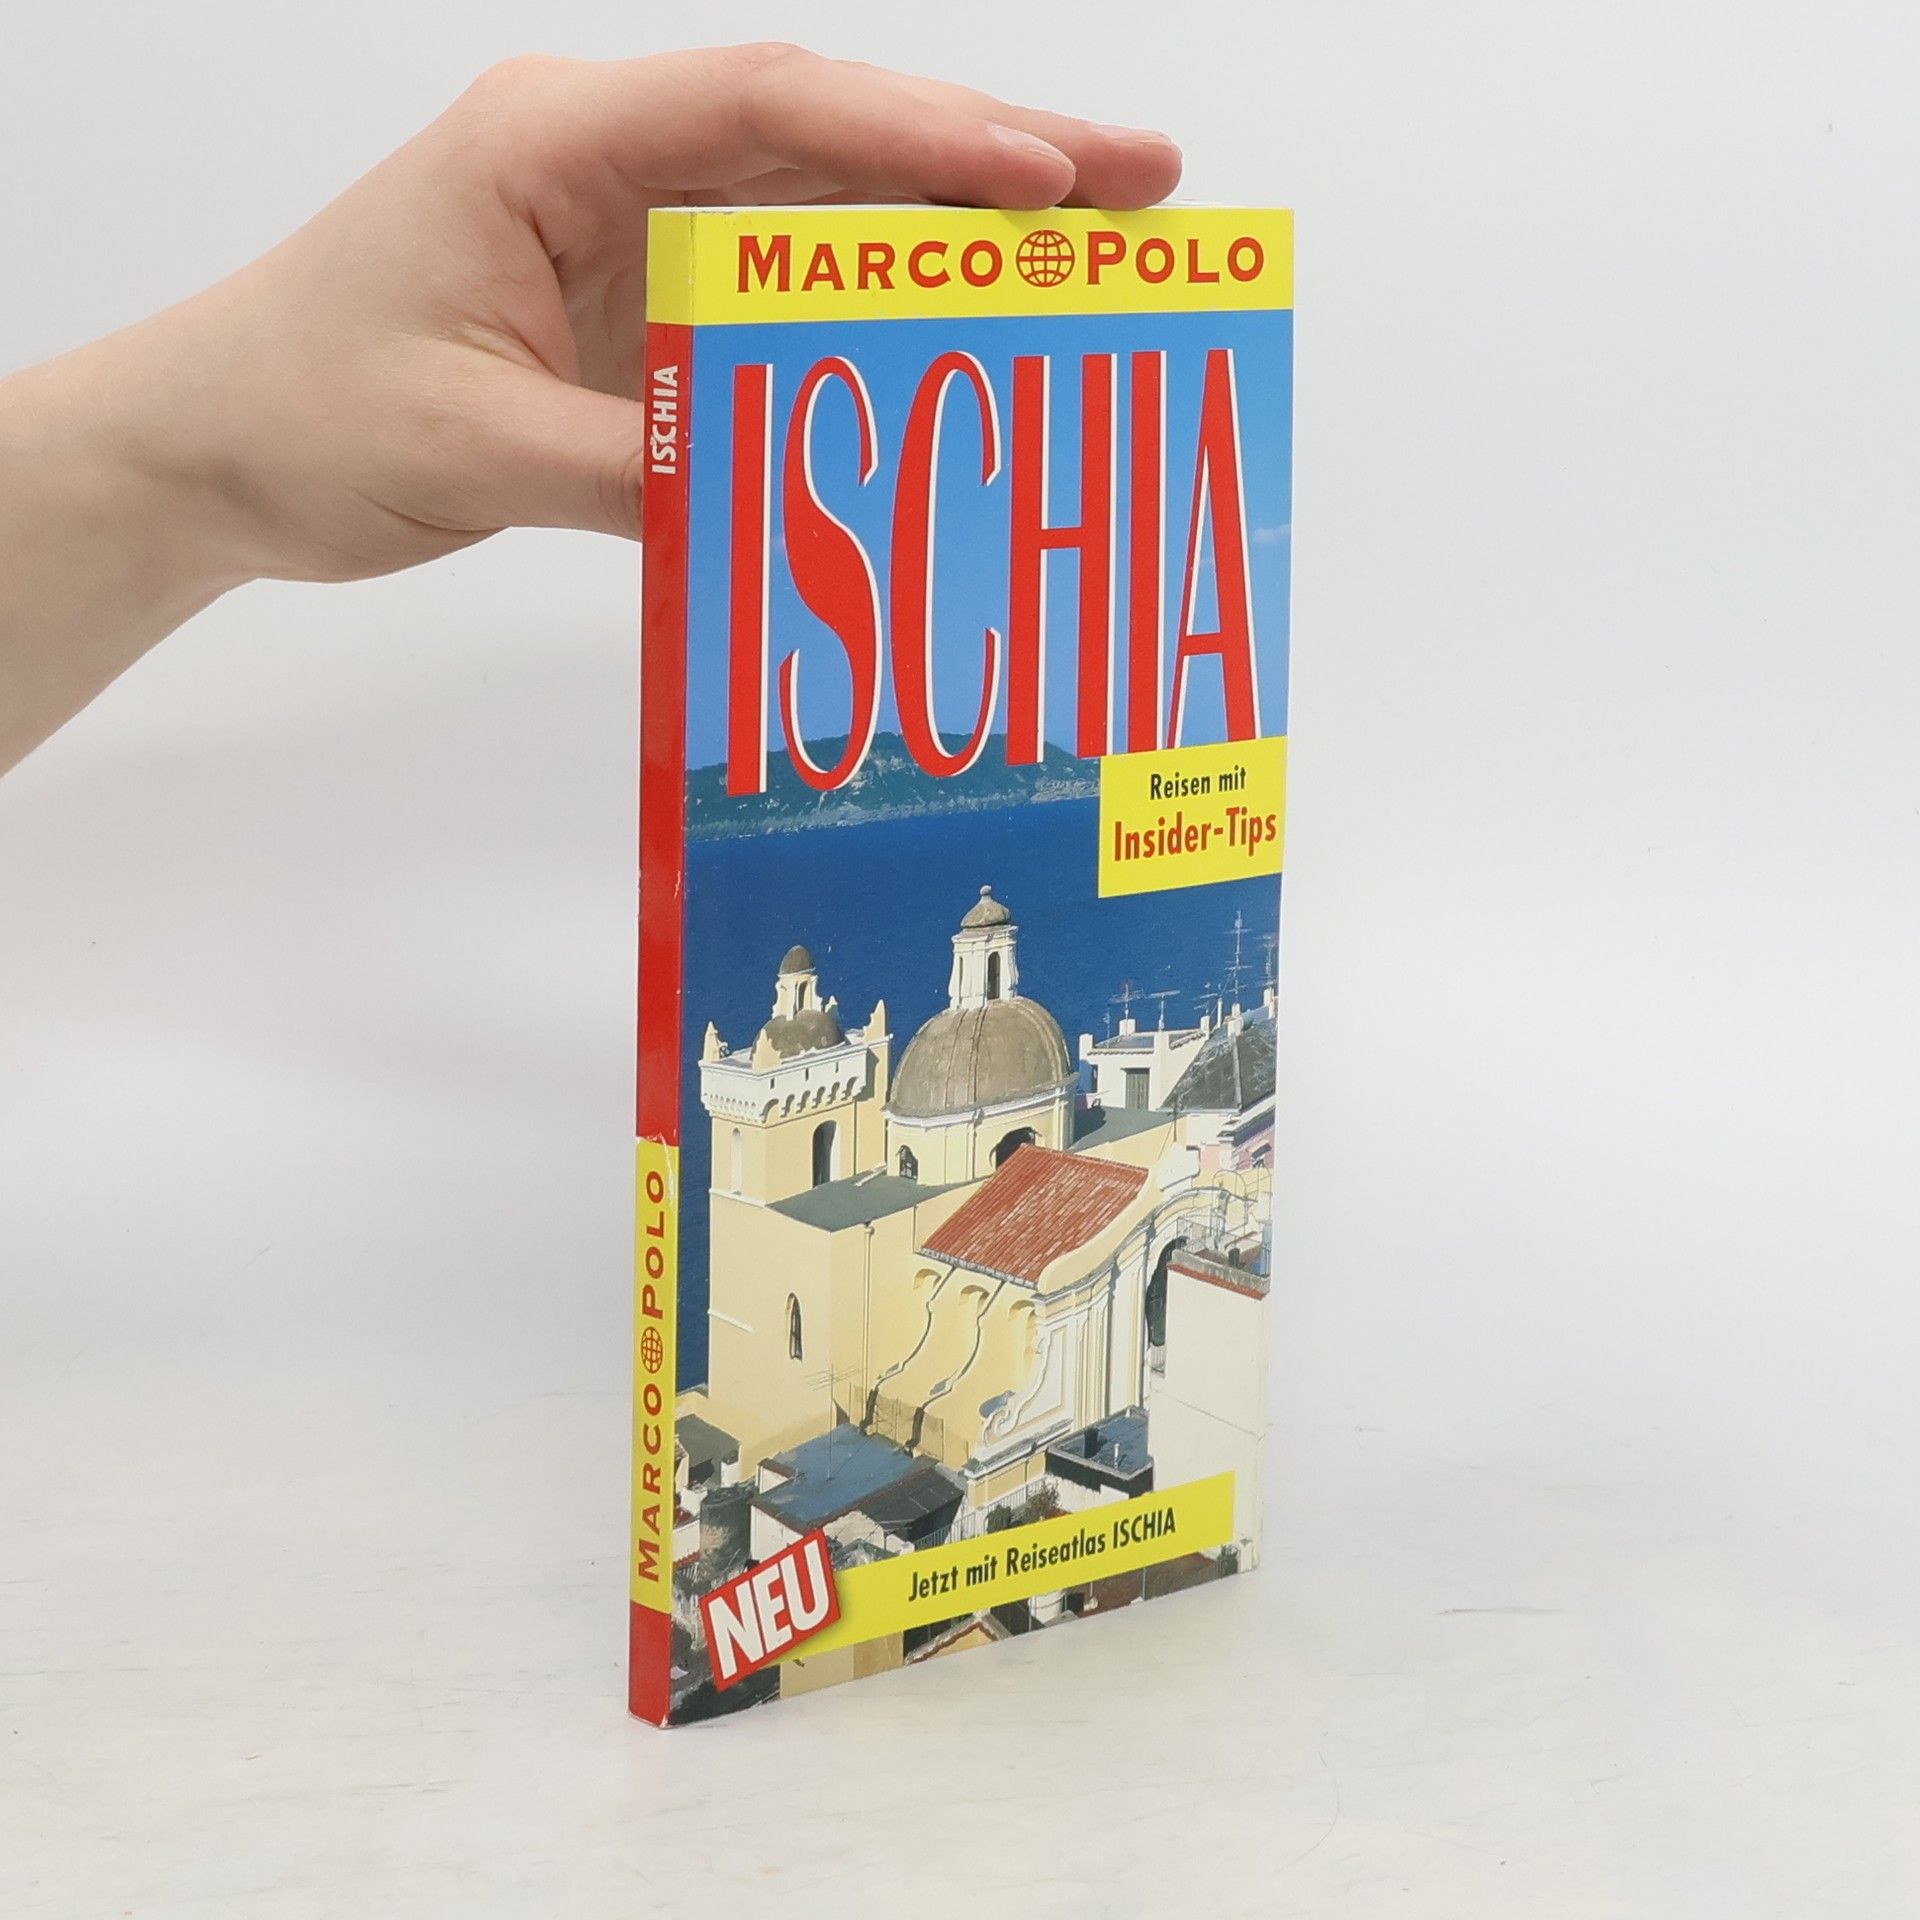 MARCO POLO
ISCHIA
Reisen mit
Insider-Tips
NEU
Jetzt mit Reiseatlas ISCHIA
ISCHIA
MARCO POLO